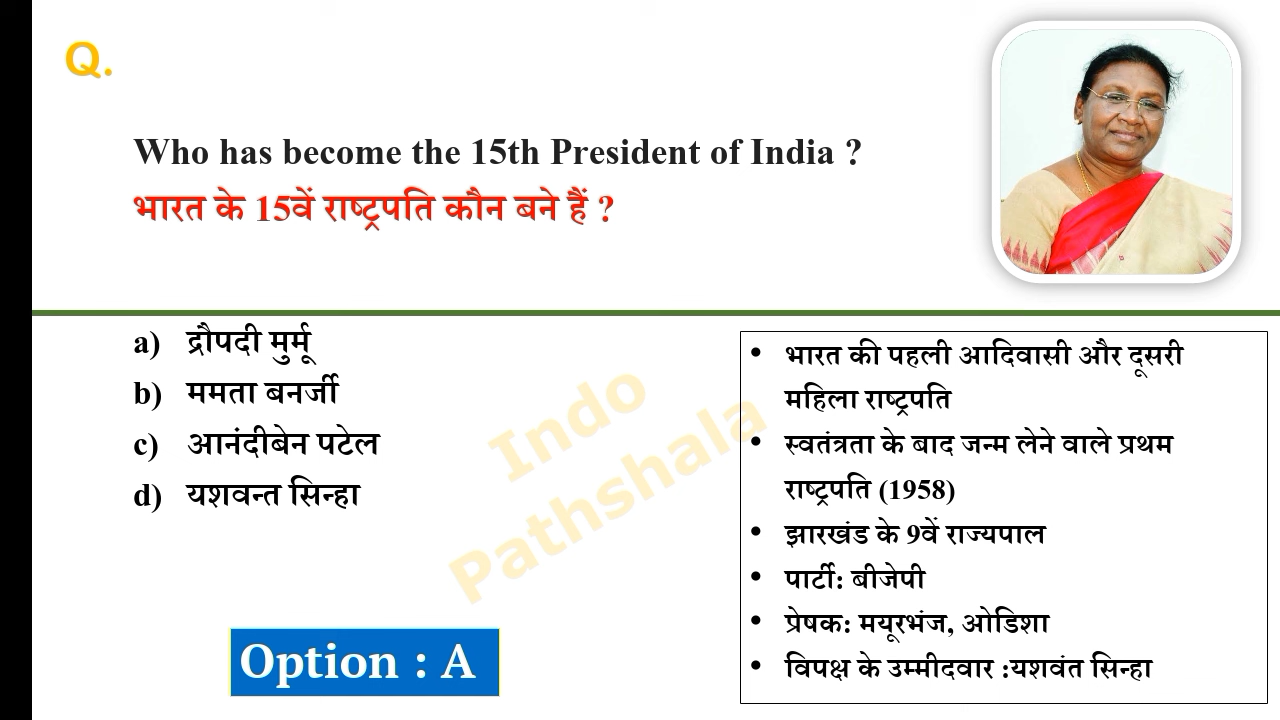 Q.
Who has become the 15th President of India ?
भारत के 15वें राष्ट्रपति कौन बने हैं ?
a) द्रौपदी मुर्मू
b) ममता बनर्जी
c) आनंदीबेन पटेल
d) यशवन्त सिन्हा
Option : A
• भारत की पहली आदिवासी और दूसरी
महिला राष्ट्रपति
• स्वतंत्रता के बाद जन्म लेने वाले प्रथम
राष्ट्रपति (1958)
• झारखंड के 9वें राज्यपाल
• पार्टी: बीजेपी
• प्रेषक: मयूरभंज, ओडिशा
• विपक्ष के उम्मीदवार :यशवंत सिन्हा
Indo
Pathshala